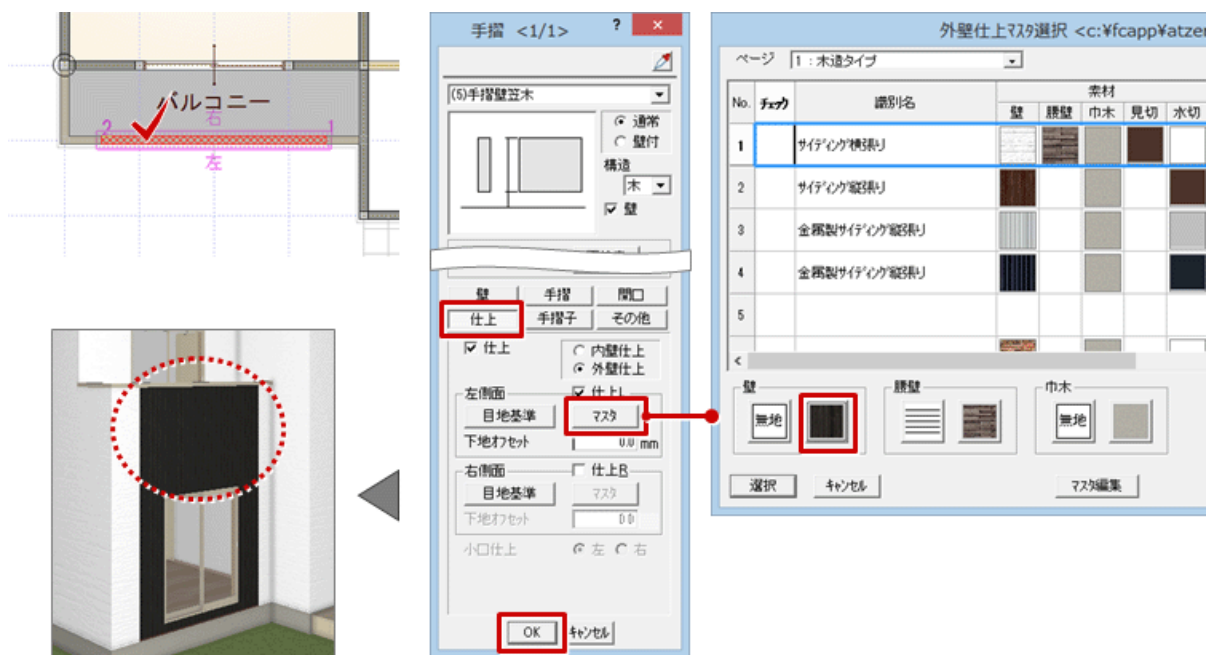 バルコニー
右
2
1
左
手摺 <1/1>
?
×
(5)手摺壁笠木
通常
壁付
構造
木
壁
壁
手摺
開口
仕上
手摺子
その他
仕上
内壁仕上
外壁仕上
左側面
仕上L
目地基準
マスタ
下地オフセット
0.0 mm
右側面
仕上R
目地基準
マスタ
下地オフセット
0.0
小口仕上
左
右
OK
キャンセル
外壁仕上マスタ選択 <c:¥fcapp¥atzer
ページ
1 : 木造タイプ
No.
チェック
識別名
素材
壁
腰壁
巾木
見切
水切
1
サイディング横張り
2
サイディング縦張り
3
金属製サイディング縦張り
4
金属製サイディング縦張り
5
<
壁
無地
腰壁
巾木
無地
選択
キャンセル
マスタ編集